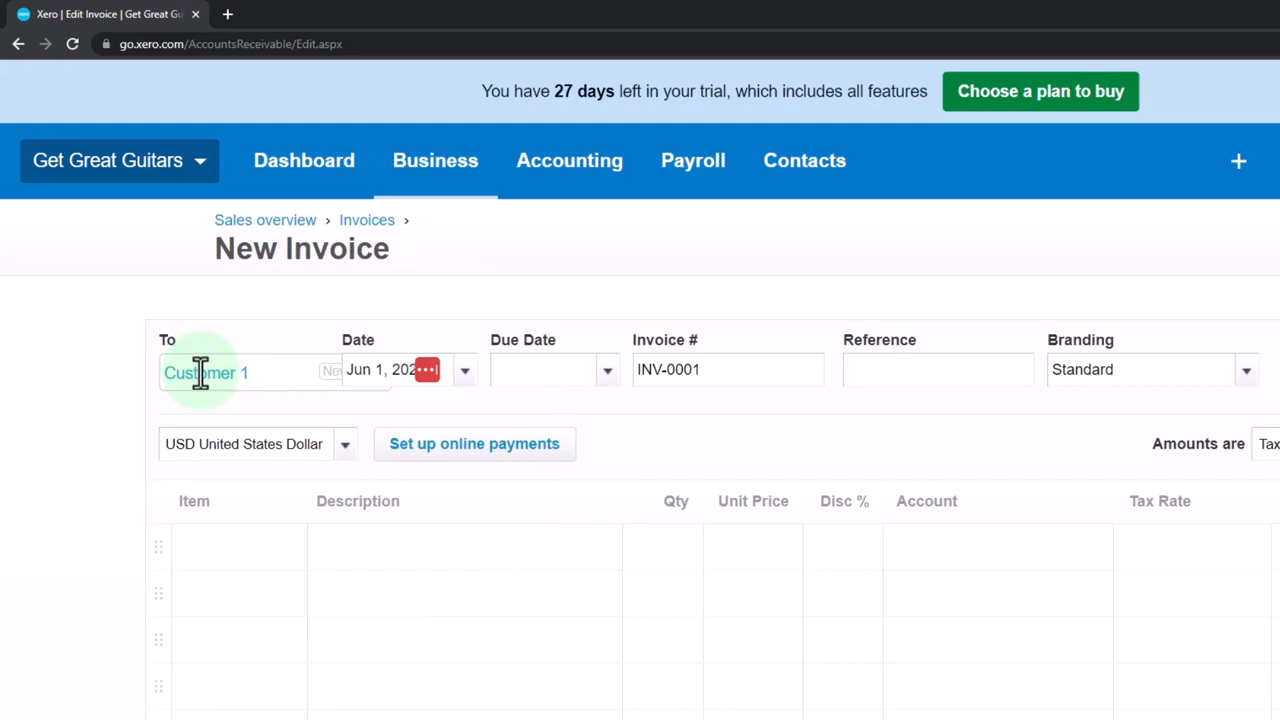 Xero | Edit Invoice | Get Great Gu
go.xero.com/AccountsReceivable/Edit.aspx
You have 27 days left in your trial, which includes all features
Choose a plan to buy
Get Great Guitars
Dashboard
Business
Accounting
Payroll
Contacts
Sales overview › Invoices ›
New Invoice
To
Date
Due Date
Invoice #
Reference
Branding
Customer 1
Jun 1, 202
INV-0001
Standard
USD United States Dollar
Set up online payments
Amounts are
Tax
Item
Description
Qty
Unit Price
Disc %
Account
Tax Rate